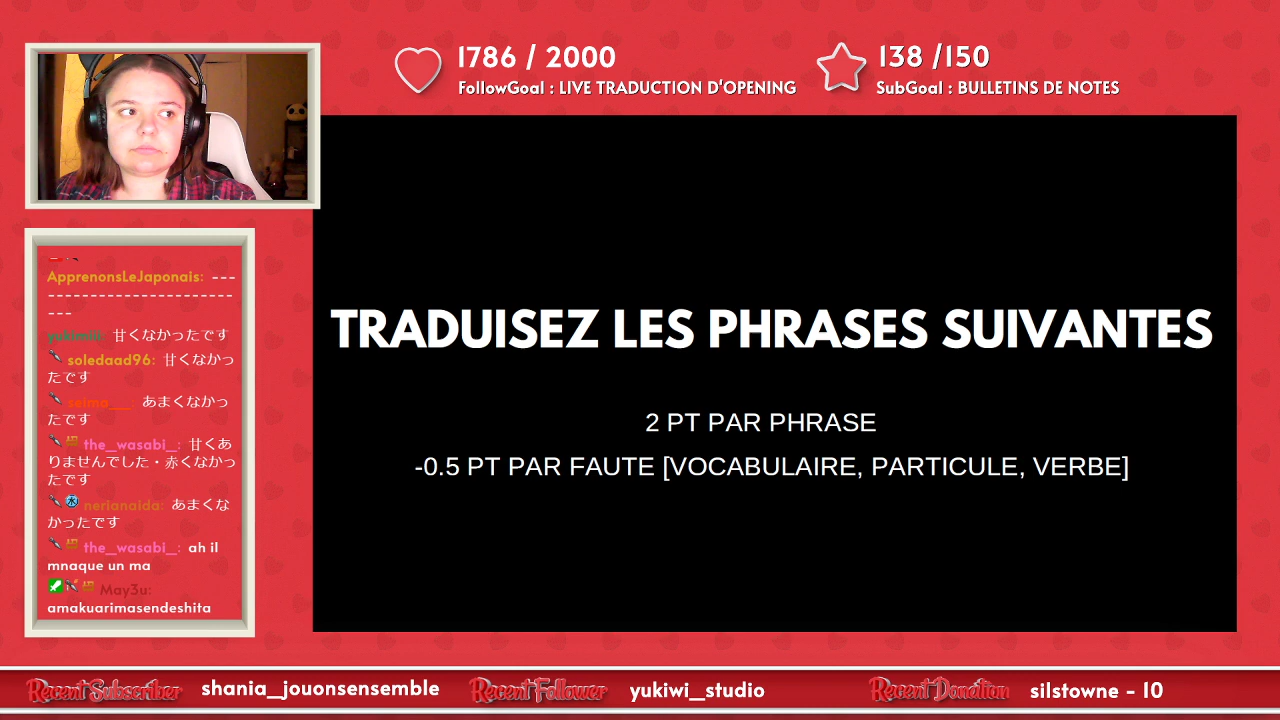 1786 / 2000
FollowGoal : LIVE TRADUCTION D'OPENING
138 /150
SubGoal : BULLETINS DE NOTES
TRADUISEZ LES PHRASES SUIVANTES
2 PT PAR PHRASE
-0.5 PT PAR FAUTE [VOCABULAIRE, PARTICULE, VERBE]
ApprenonsLeJaponais: ---
-----------------------
---
yukimiii: 甘くなかったです
soledaad96: 甘くなかっ
たです
seima___: あまくなかっ
たです
the_wasabi_: 甘くあ
りませんでした・赤くなかっ
たです
nerianaida: あまくな
かったです
the_wasabi_: ah il
mnaque un ma
May3u:
amakuarimasendeshita
Recent Subscriber shania_jouonsensemble
Recent Follower yukiwi_studio
Recent Donation silstowne - 10